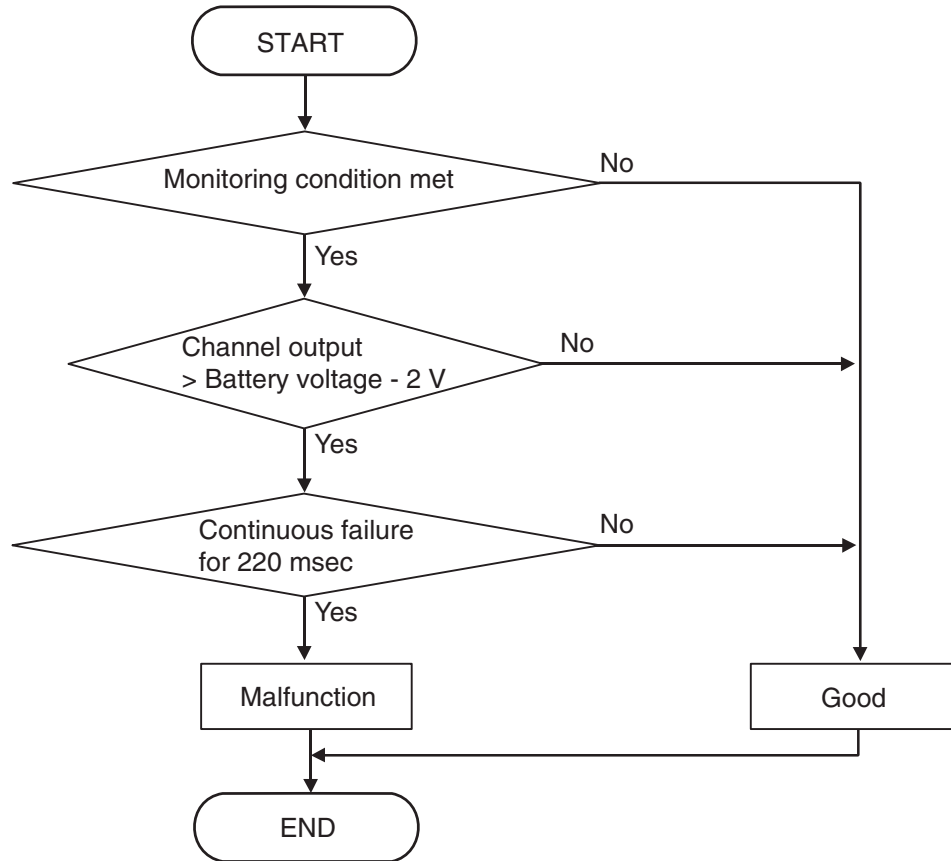 START
Monitoring condition met
No
Yes
Channel output
> Battery voltage - 2 V
No
Yes
Continuous failure
for 220 msec
No
Yes
Malfunction
Good
END